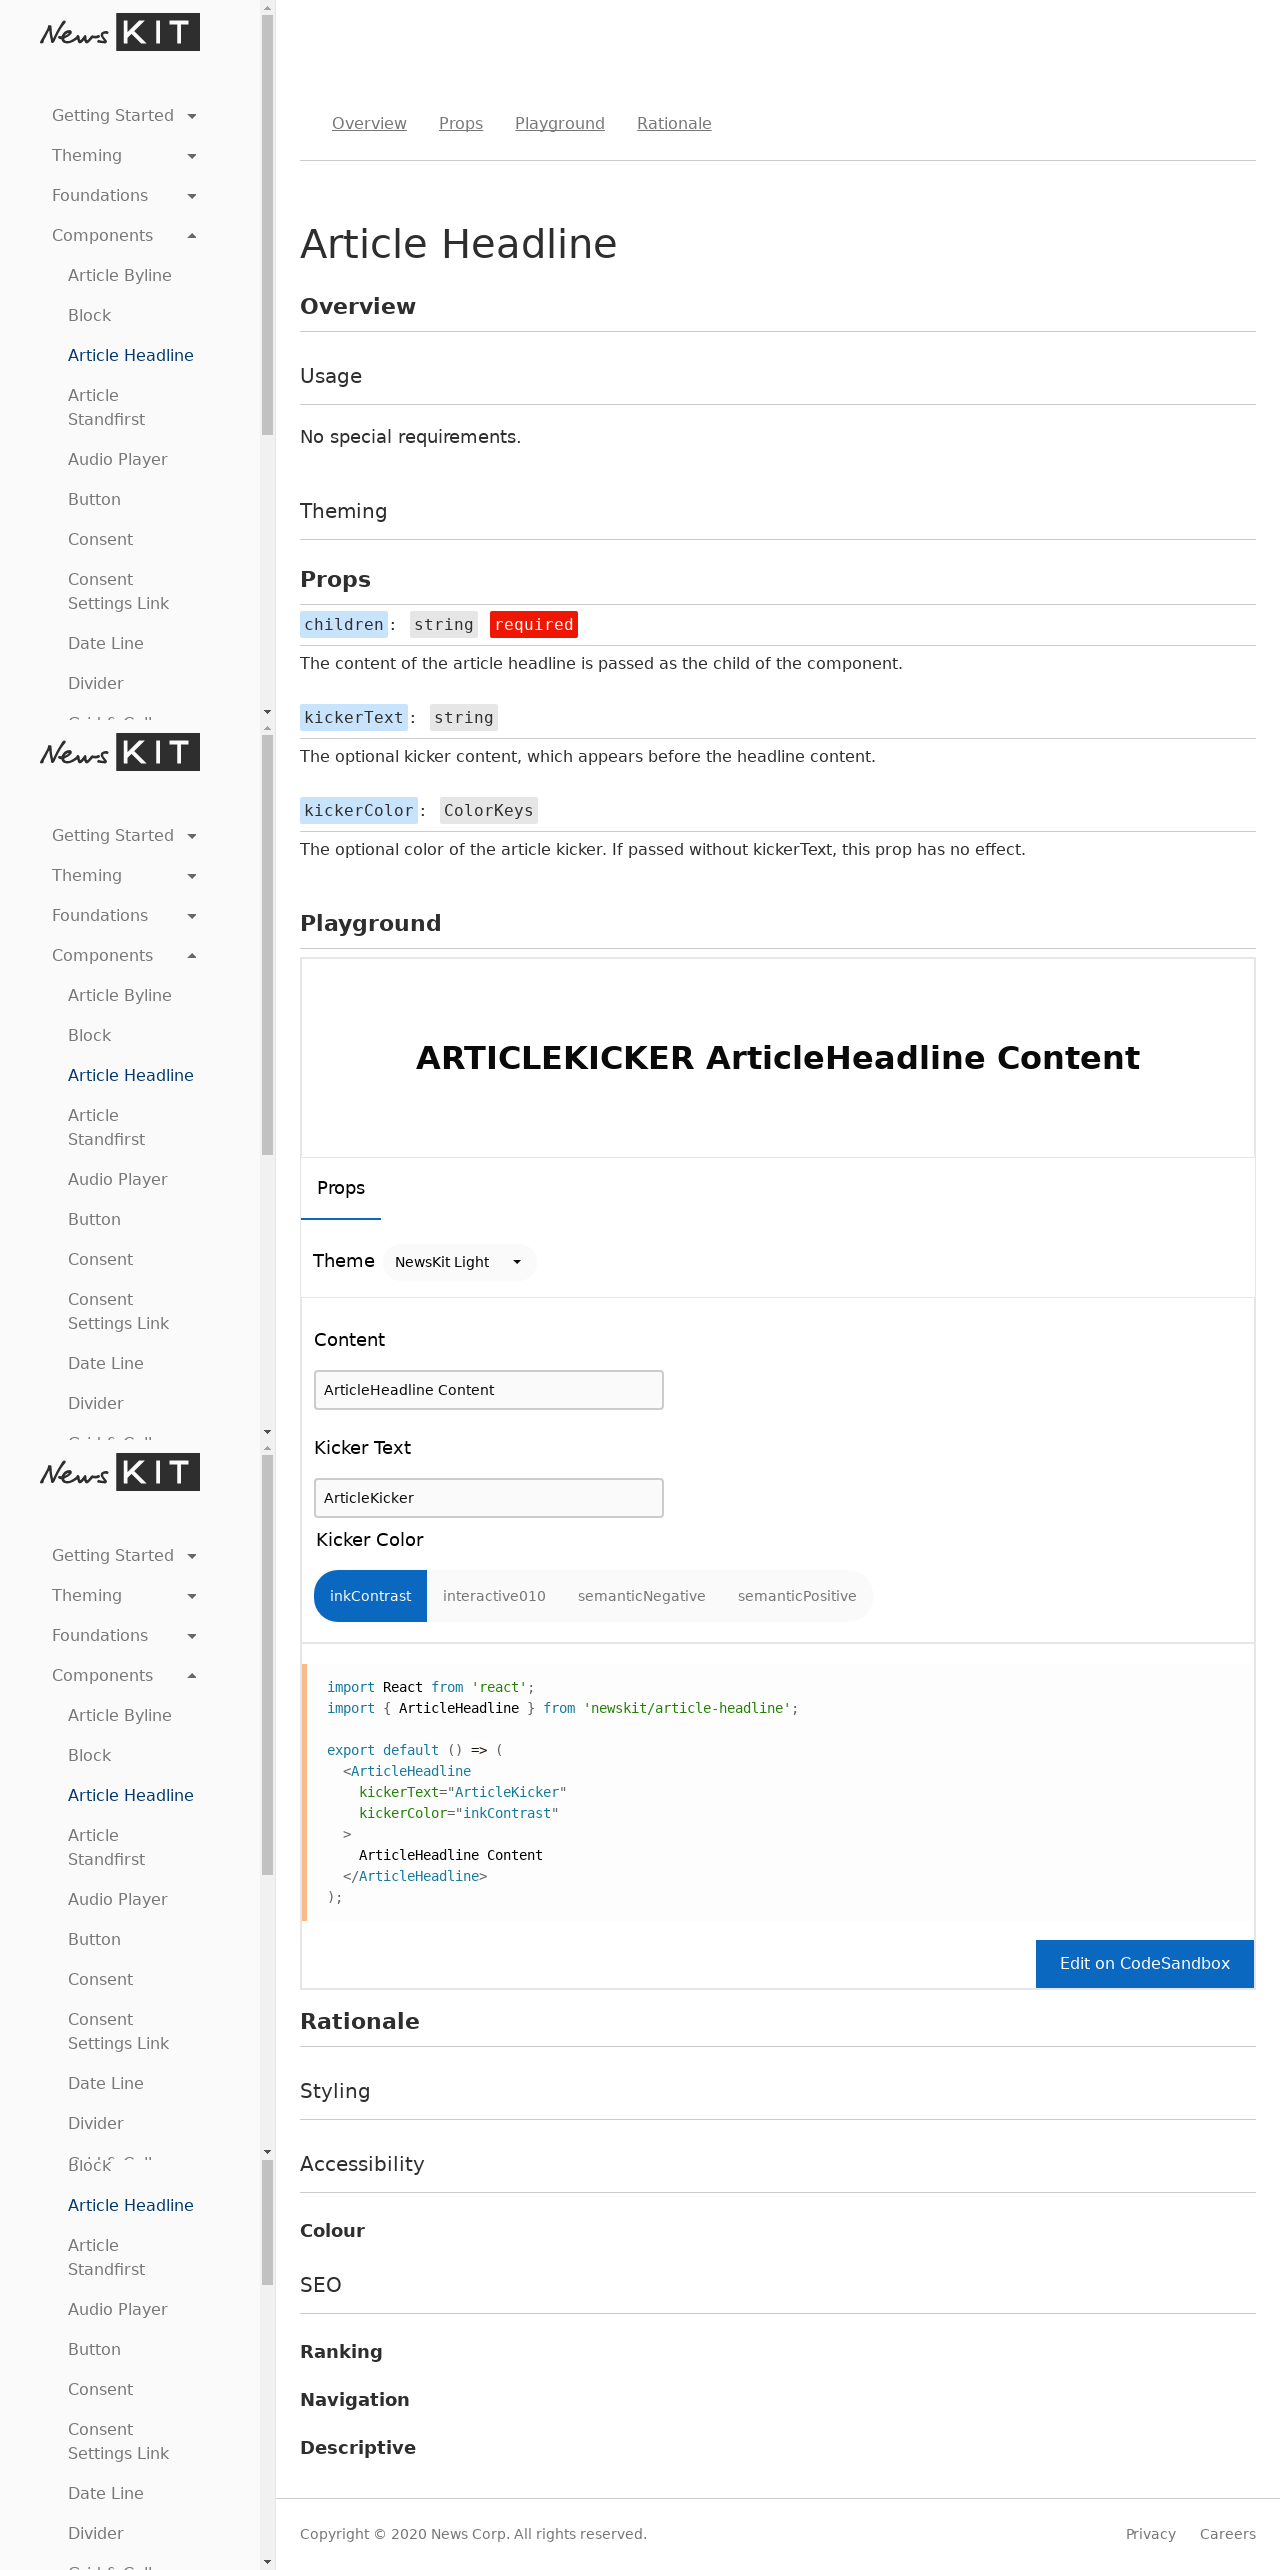 News KIT
Getting Started
Theming
Foundations
Components
Article Byline
Block
Article Headline
Article
Standfirst
Audio Player
Button
Consent
Consent
Settings Link
Date Line
Divider
News KIT
Getting Started
Theming
Foundations
Components
Article Byline
Block
Article Headline
Article
Standfirst
Audio Player
Button
Consent
Consent
Settings Link
Date Line
Divider
News KIT
Getting Started
Theming
Foundations
Components
Article Byline
Block
Article Headline
Article
Standfirst
Audio Player
Button
Consent
Consent
Settings Link
Date Line
Divider
Block
Article Headline
Article
Standfirst
Audio Player
Button
Consent
Consent
Settings Link
Date Line
Divider
Overview Props Playground Rationale
Article Headline
Overview
Usage
No special requirements.
Theming
Props
children: string required
The content of the article headline is passed as the child of the component.
kickerText: string
The optional kicker content, which appears before the headline content.
kickerColor: ColorKeys
The optional color of the article kicker. If passed without kickerText, this prop has no effect.
Playground
ARTICLEKICKER ArticleHeadline Content
Props
Theme NewsKit Light
Content
ArticleHeadline Content
Kicker Text
ArticleKicker
Kicker Color
inkContrast interactive010 semanticNegative semanticPositive
import React from 'react';
import { ArticleHeadline } from 'newskit/article-headline';
export default () => (
<ArticleHeadline
kickerText="ArticleKicker"
kickerColor="inkContrast"
>
ArticleHeadline Content
</ArticleHeadline>
);
Edit on CodeSandbox
Rationale
Styling
Accessibility
Colour
SEO
Ranking
Navigation
Descriptive
Copyright © 2020 News Corp. All rights reserved. Privacy Careers